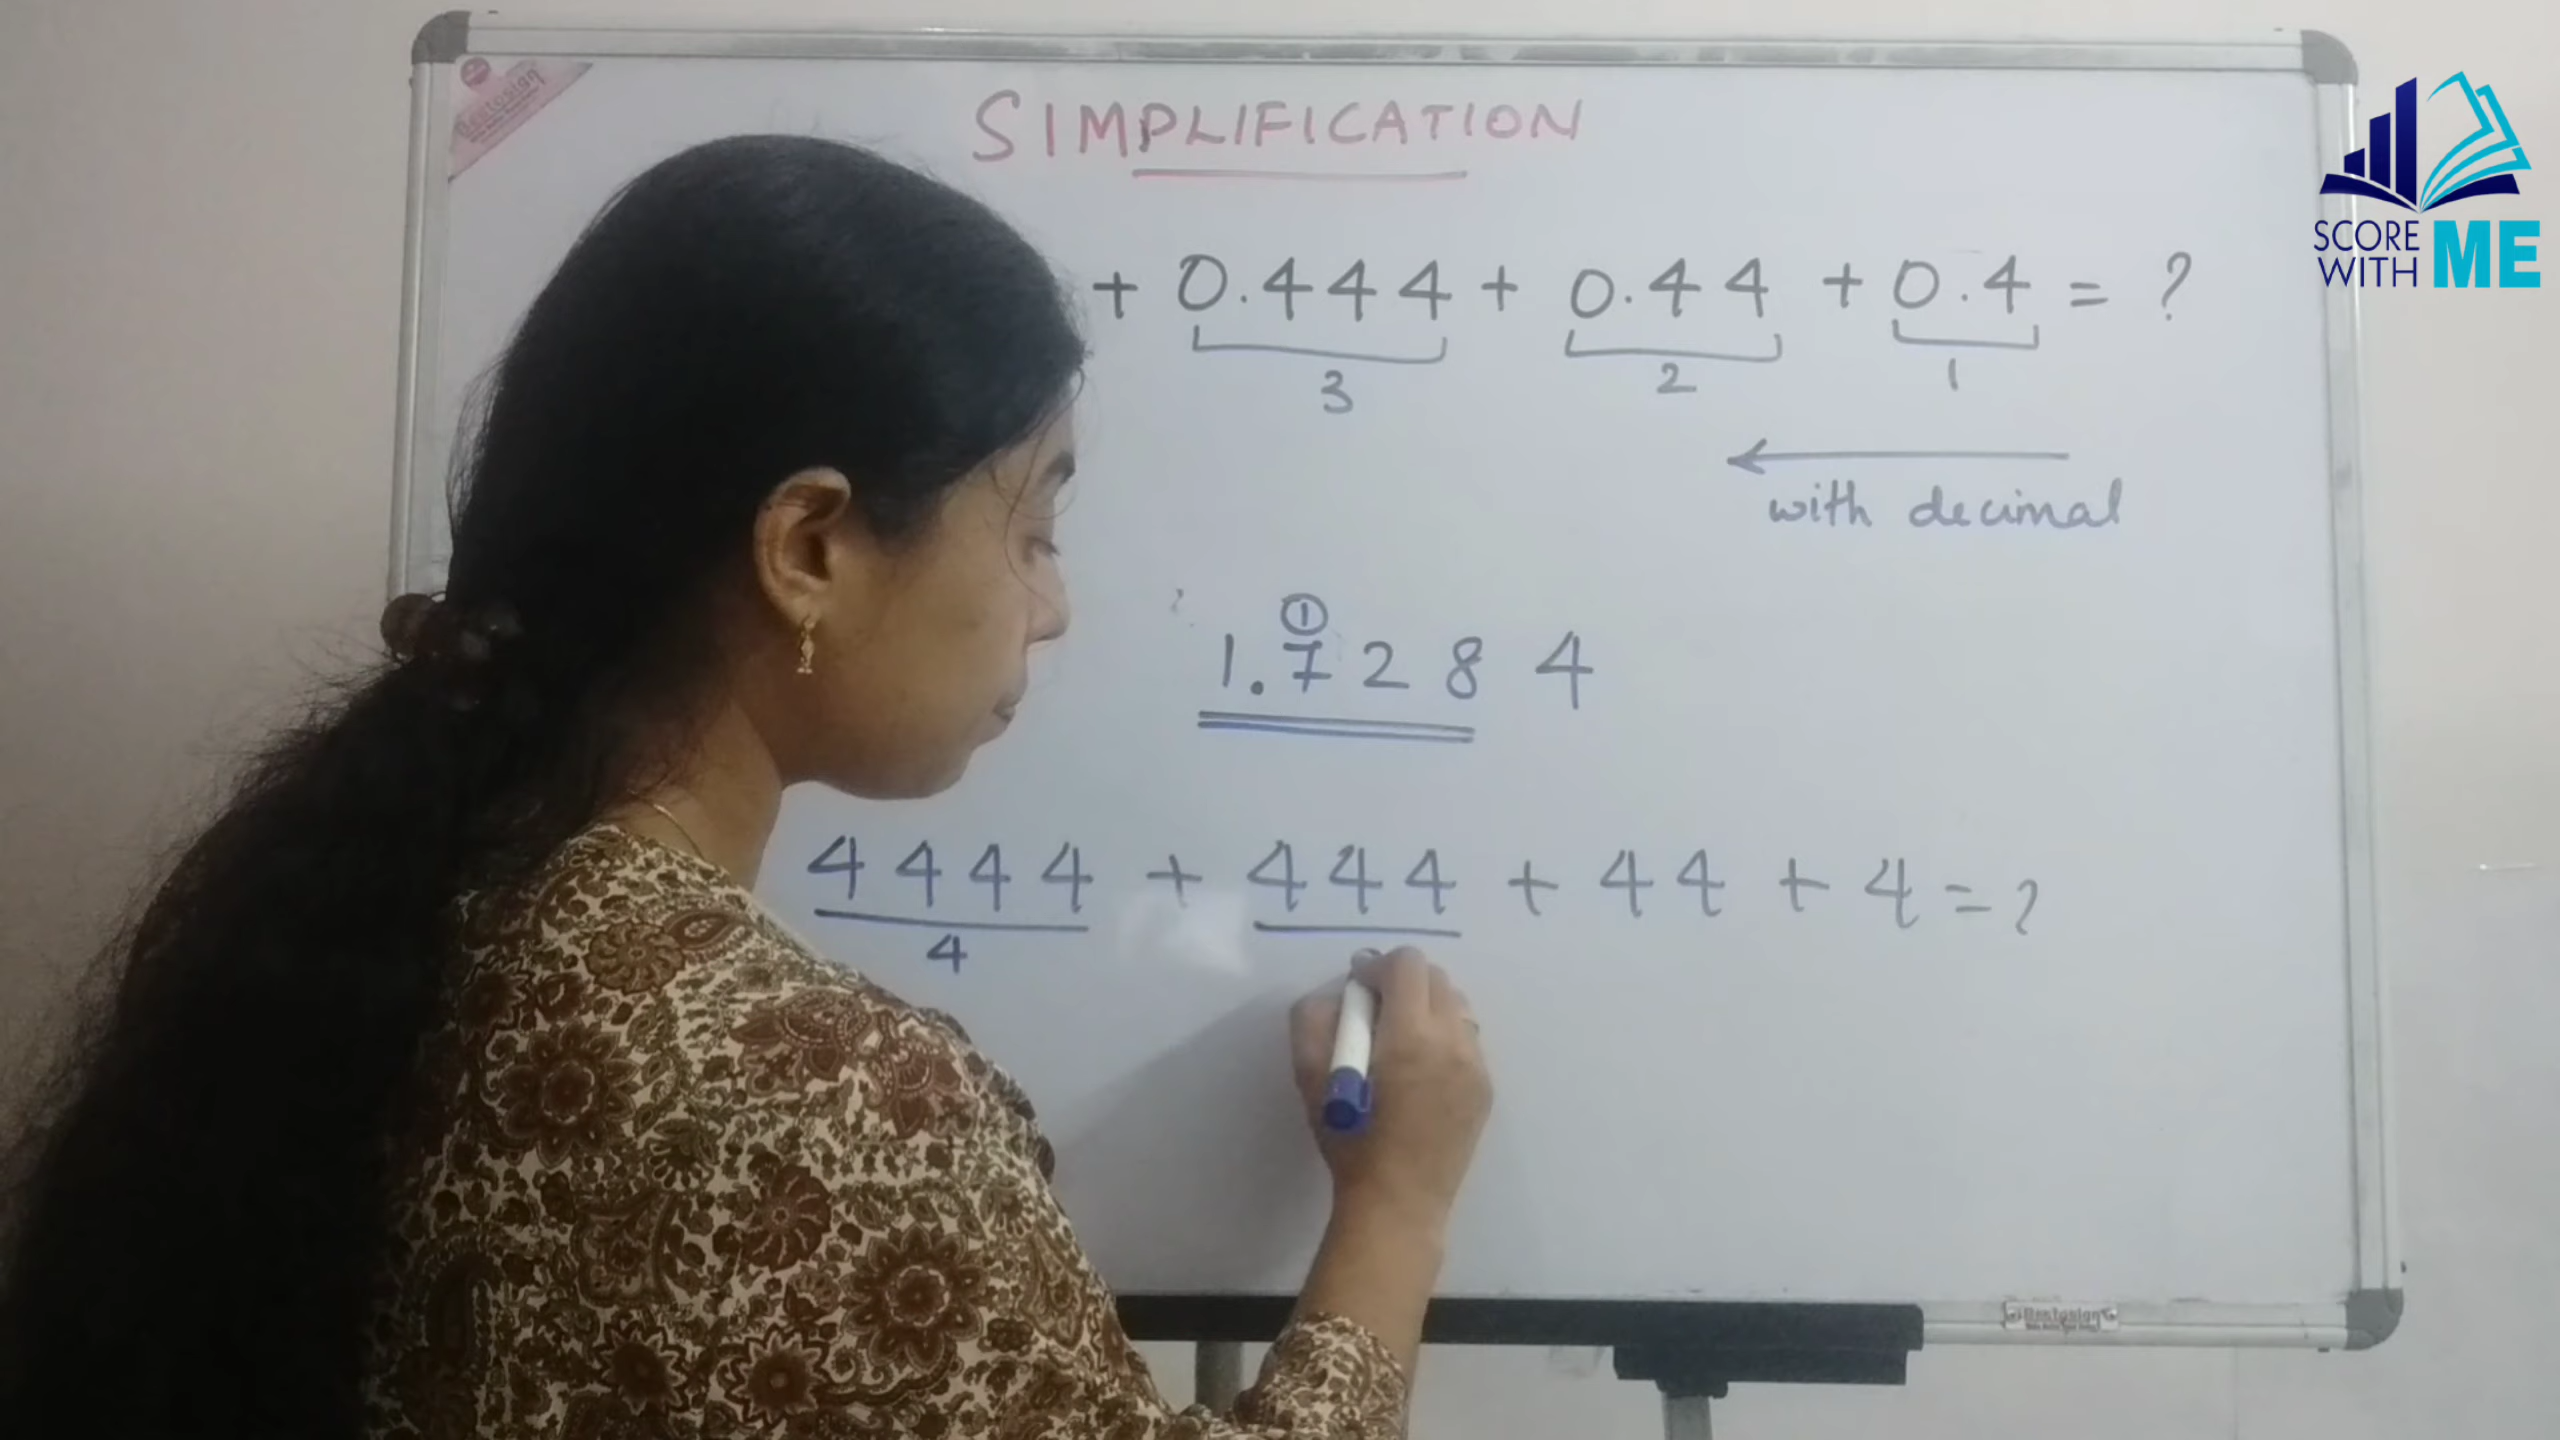 SIMPLIFICATION
SCORE
WITH ME
+ 0.444 + 0.44 + 0.4 = ?
3 2 1
with decimal
1
1.7284
4444 + 444 + 44 + 4 = ?
4